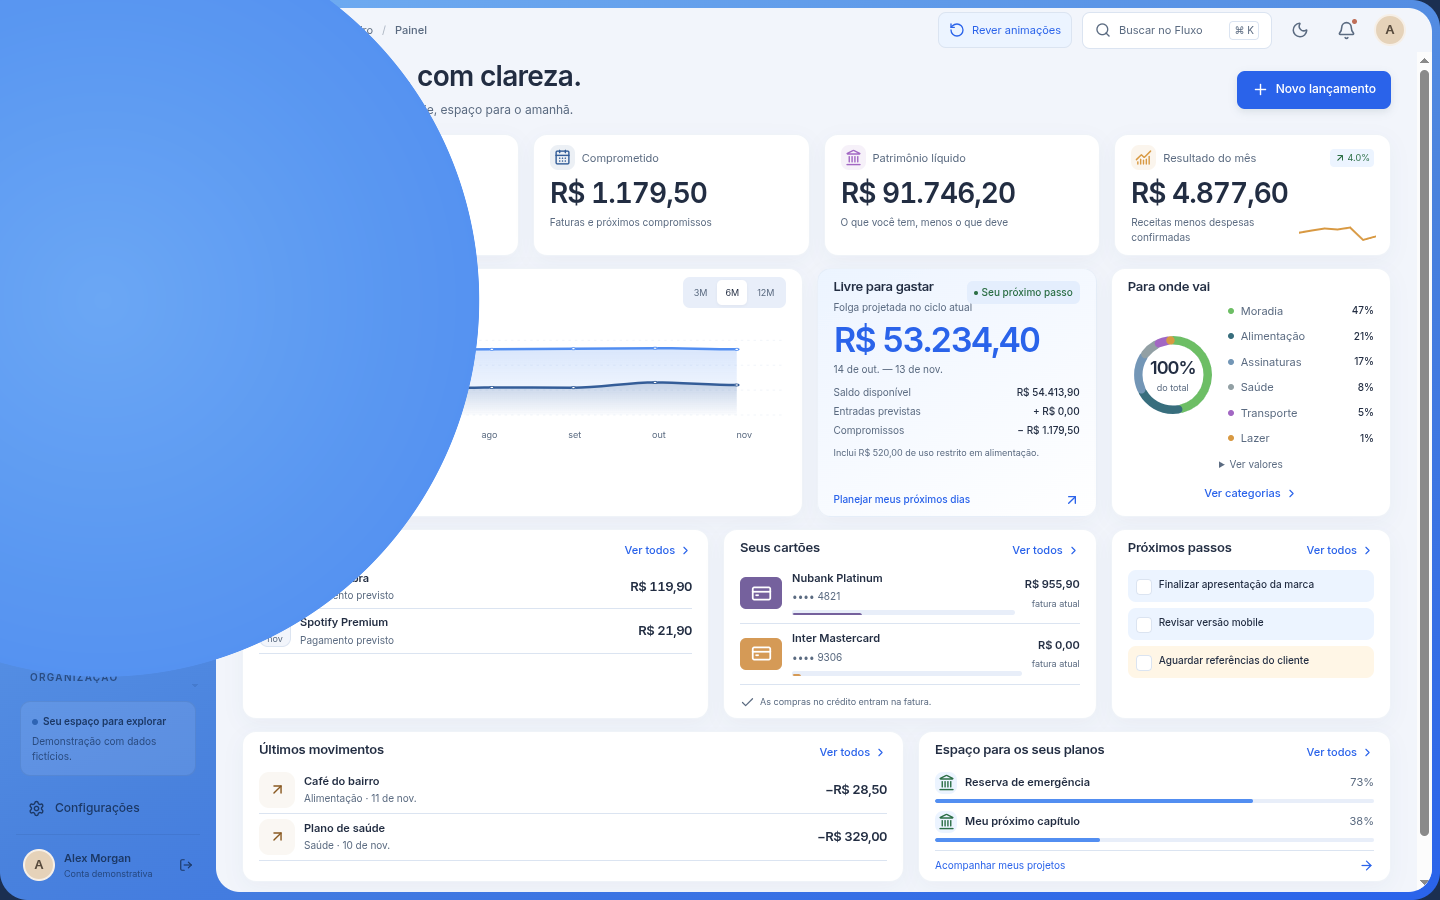 / Painel
Rever animações
Buscar no Fluxo
⌘ K
A
com clareza.
espaço para o amanhã.
Novo lançamento
Comprometido
R$ 1.179,50
Faturas e próximos compromissos
Patrimônio líquido
R$ 91.746,20
O que você tem, menos o que deve
Resultado do mês
4.0%
R$ 4.877,60
Receitas menos despesas
confirmadas
3M 6M 12M
ago set out nov
Livre para gastar
Seu próximo passo
Folga projetada no ciclo atual
R$ 53.234,40
14 de out. — 13 de nov.
Saldo disponível R$ 54.413,90
Entradas previstas + R$ 0,00
Compromissos − R$ 1.179,50
Inclui R$ 520,00 de uso restrito em alimentação.
Planejar meus próximos dias
Para onde vai
100%
do total
Moradia 47%
Alimentação 21%
Assinaturas 17%
Saúde 8%
Transporte 5%
Lazer 1%
Ver valores
Ver categorias
Ver todos
R$ 119,90
previsto
nov
Spotify Premium
Pagamento previsto
R$ 21,90
Seus cartões
Ver todos
Nubank Platinum
•••• 4821
R$ 955,90
fatura atual
Inter Mastercard
•••• 9306
R$ 0,00
fatura atual
As compras no crédito entram na fatura.
Próximos passos
Ver todos
Finalizar apresentação da marca
Revisar versão mobile
Aguardar referências do cliente
ORGANIZAÇÃO
Seu espaço para explorar
Demonstração com dados
fictícios.
Configurações
A
Alex Morgan
Conta demonstrativa
Últimos movimentos
Ver todos
Café do bairro
Alimentação · 11 de nov.
−R$ 28,50
Plano de saúde
Saúde · 10 de nov.
−R$ 329,00
Espaço para os seus planos
Ver todos
Reserva de emergência 73%
Meu próximo capítulo 38%
Acompanhar meus projetos